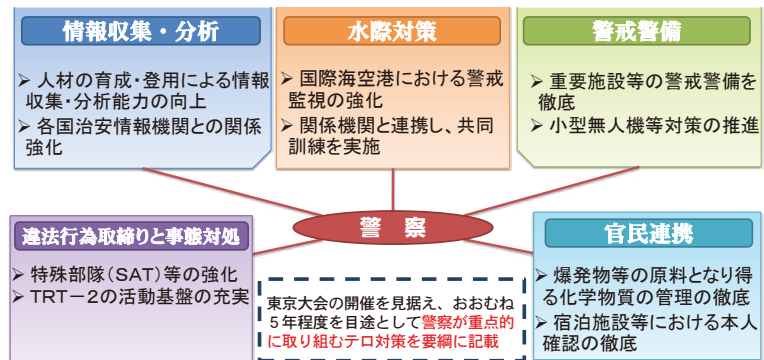 情報収集・分析
➢ 人材の育成・登用による情報
収集・分析能力の向上
➢ 各国治安情報機関との関係
強化
水際対策
➢ 国際海空港における警戒
監視の強化
➢ 関係機関と連携し、共同
訓練を実施
警戒警備
➢ 重要施設等の警戒警備を
徹底
➢ 小型無人機等対策の推進
警 察
違法行為取締りと事態対処
➢ 特殊部隊（SAT）等の強化
➢ TRT－2の活動基盤の充実
東京大会の開催を見据え、おおむね
５年程度を目途として警察が重点的
に取り組むテロ対策を要綱に記載
官民連携
➢ 爆発物等の原料となり得
る化学物質の管理の徹底
➢ 宿泊施設等における本人
確認の徹底